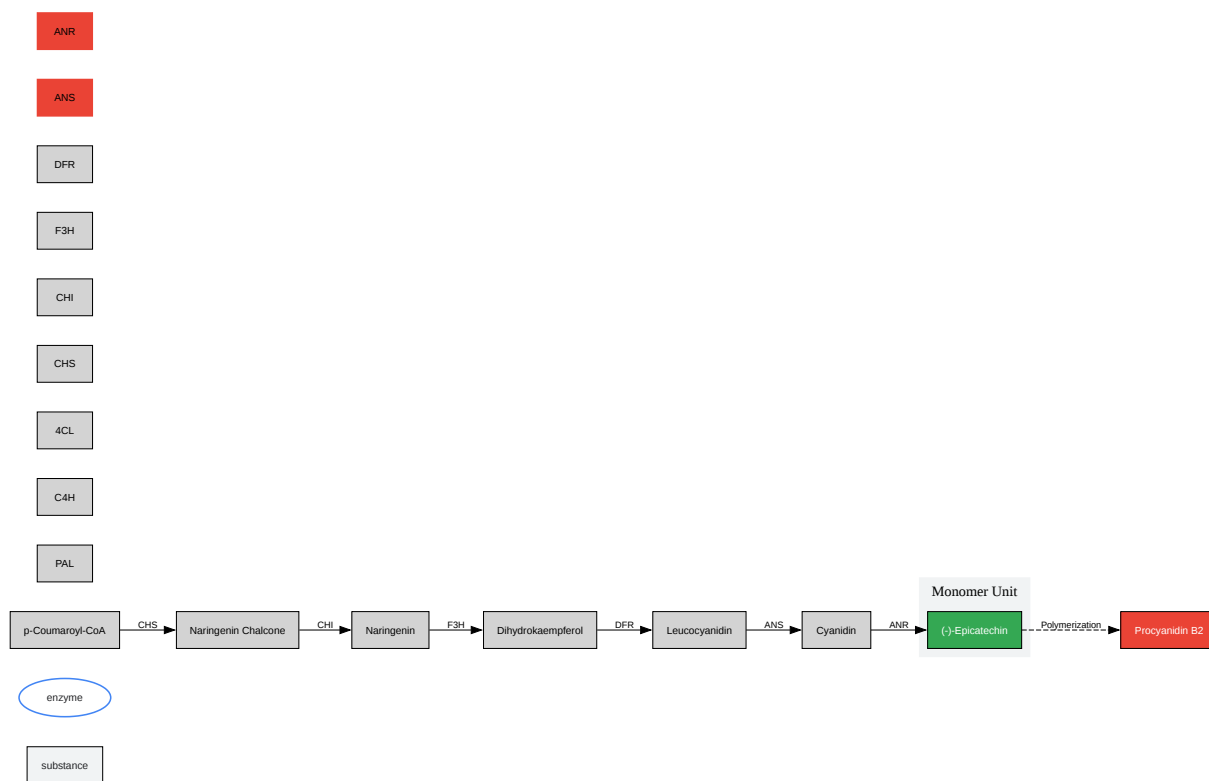 ANR
ANS
DFR
F3H
CHI
CHS
4CL
C4H
PAL
Monomer Unit
p-Coumaroyl-CoA CHS Naringenin Chalcone CHI Naringenin F3H Dihydrokaempferol DFR Leucocyanidin ANS Cyanidin ANR (-)-Epicatechin Polymerization Procyanidin B2
enzyme
substance